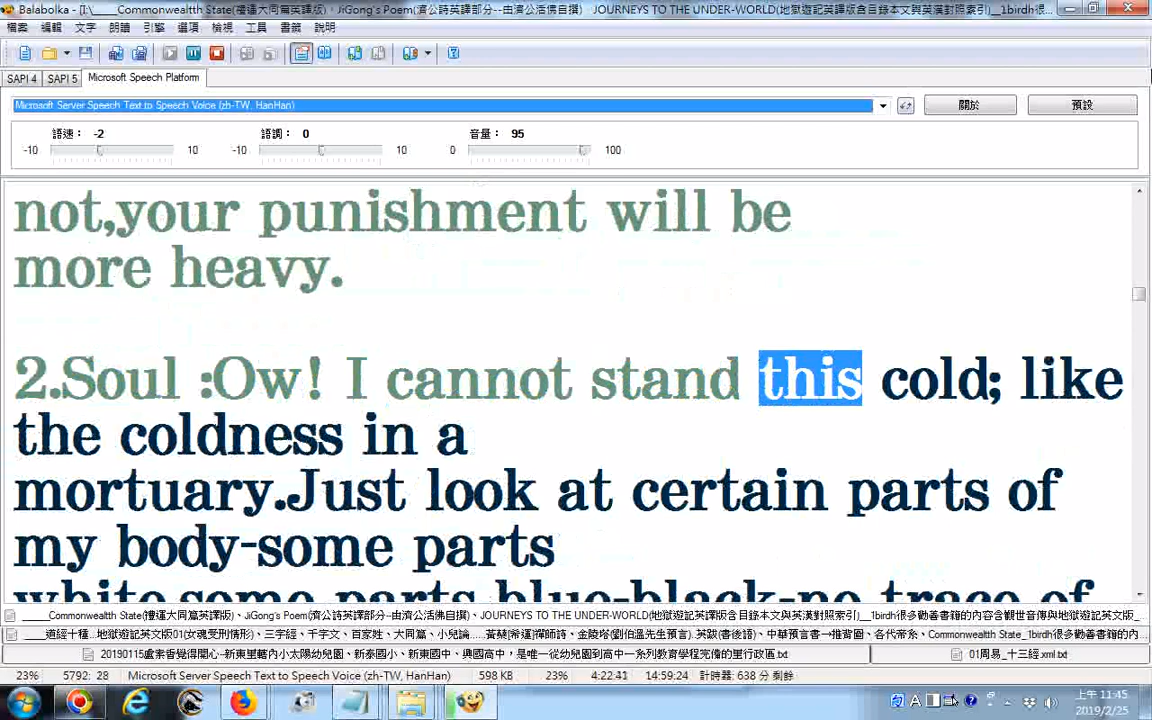 Balabolka - [I:\_____Commonwealth State(禮運大同篇英譯版)、JiGong's Poem(濟公詩英譯部分--由濟公活佛自撰)、JOURNEYS TO THE UNDER-WORLD(地獄遊記英譯版含目錄本文與英漢對照索引)__1birdh很...
檔案 編輯 文字 朗讀 引擎 選項 檢視 工具 書籤 說明
SAPI 4 SAPI 5 Microsoft Speech Platform
Microsoft Server Speech Text to Speech Voice (zh-TW, HanHan)
關於 預設
語速： -2 語調： 0 音量： 95
-10 10 -10 10 0 100
not,your punishment will be
more heavy.
2.Soul :Ow! I cannot stand this cold; like
the coldness in a
mortuary.Just look at certain parts of
my body-some parts
white,some parts blue-black-no trace of
_____Commonwealth State(禮運大同篇英譯版)、JiGong's Poem(濟公詩英譯部分--由濟公活佛自撰)、JOURNEYS TO THE UNDER-WORLD(地獄遊記英譯版含目錄本文與英漢對照索引)__1birdh很多勸善書籍的內容含觀世音傳與地獄遊記英文版_
____道經十種...地獄遊記英文版01(女魂受刑情形)、三字經、千字文、百家姓、大同篇、小兒論......黃蘗[希運]禪師詩、金陵塔(劉伯溫先生預言).英跋(書後語)、中華預言書一推背圖、各代帝系、Commonwealth State_1birdh很多勸善書籍的內...
20190115盧素香覺得開心--新東里轄內小太陽幼兒園、新泰國小、新東國中、興國高中，是唯一從幼兒園到高中一系列教育學程完備的里行政區.txt 01周易_十三經.xml.txt
23% 5792: 28 Microsoft Server Speech Text to Speech Voice (zh-TW, HanHan) 598 KB 23% 4:22:41 14:59:24 計時器: 638 分 剩餘
上午 11:45
2019/2/25